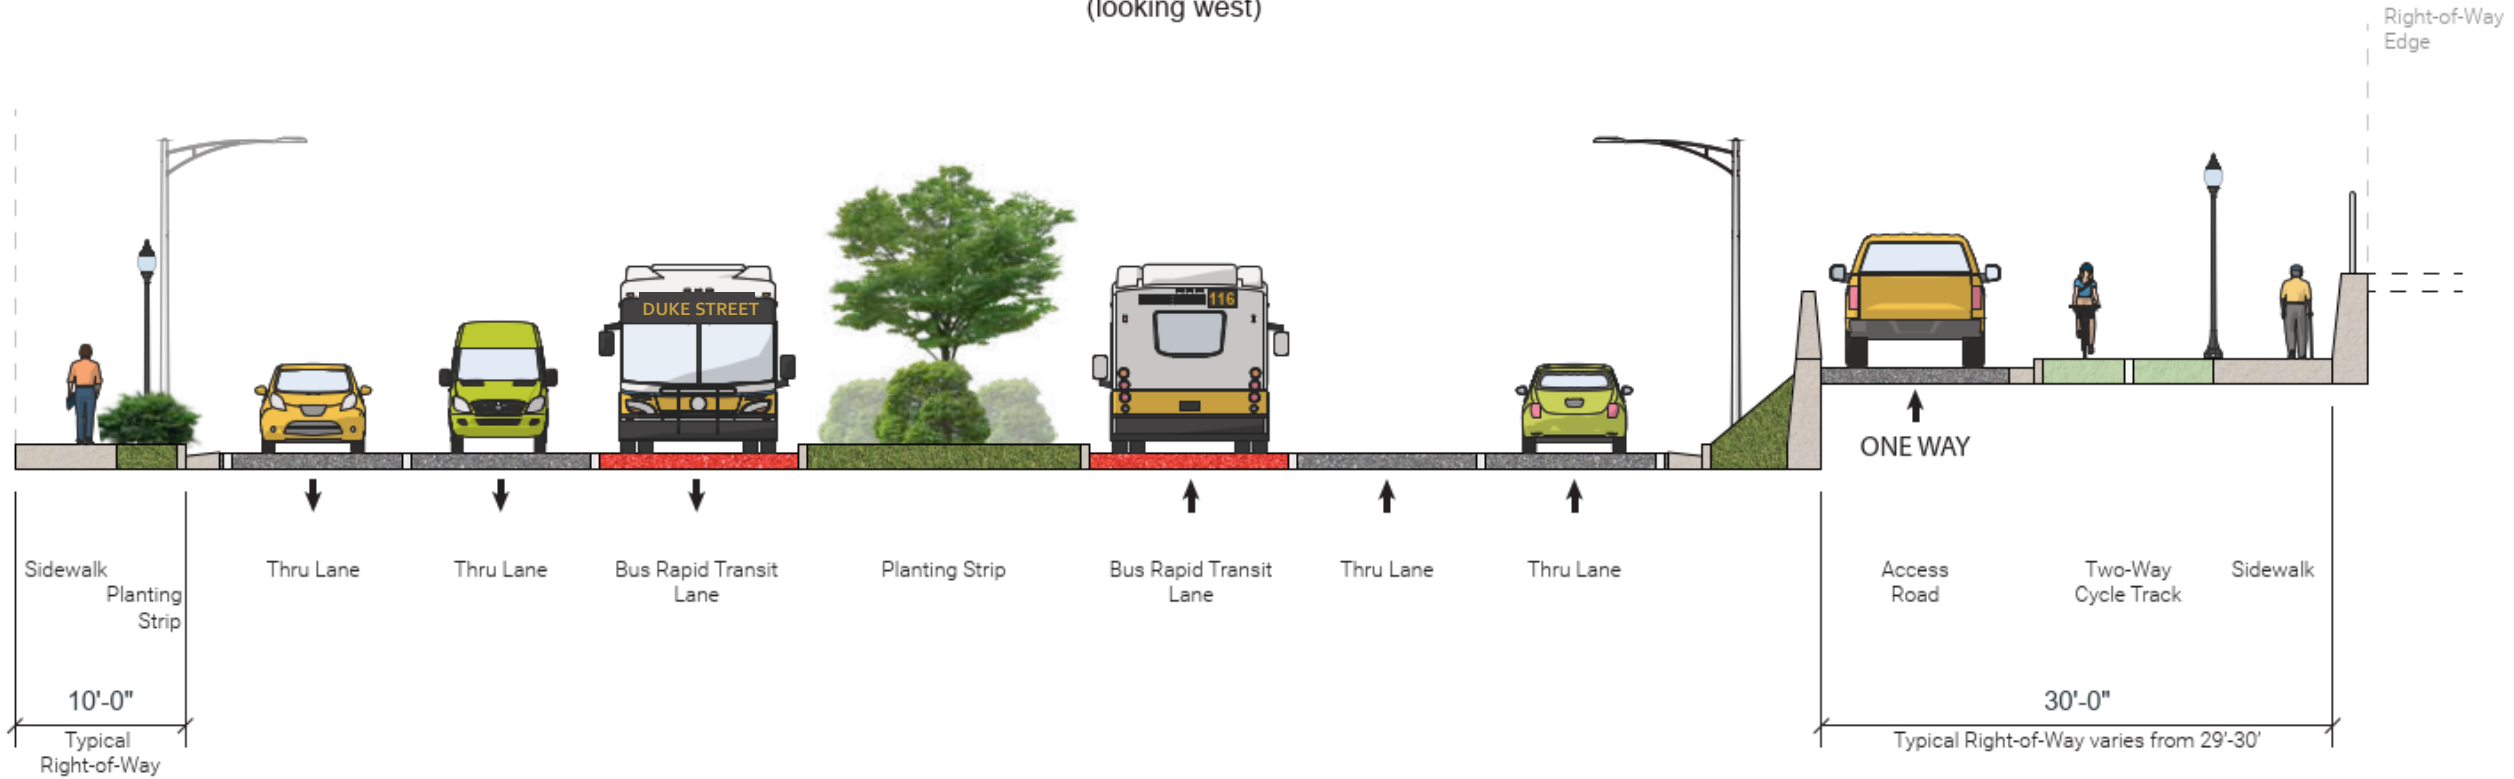 (looking west)
Right-of-Way
Edge
DUKE STREET
116
ONE WAY
Sidewalk
Planting
Strip
Thru Lane
Thru Lane
Bus Rapid Transit
Lane
Planting Strip
Bus Rapid Transit
Lane
Thru Lane
Thru Lane
Access
Road
Two-Way
Cycle Track
Sidewalk
10'-0"
Typical
Right-of-Way
30'-0"
Typical Right-of-Way varies from 29'-30'